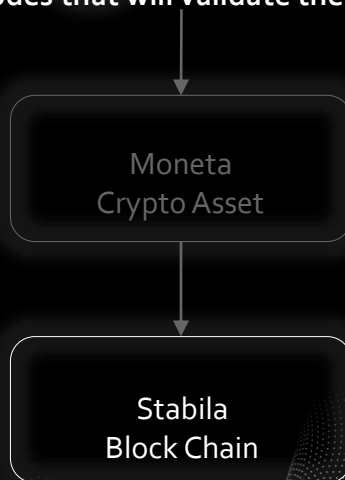 odes that will validate the
Moneta
Crypto Asset
Stabila
Block Chain